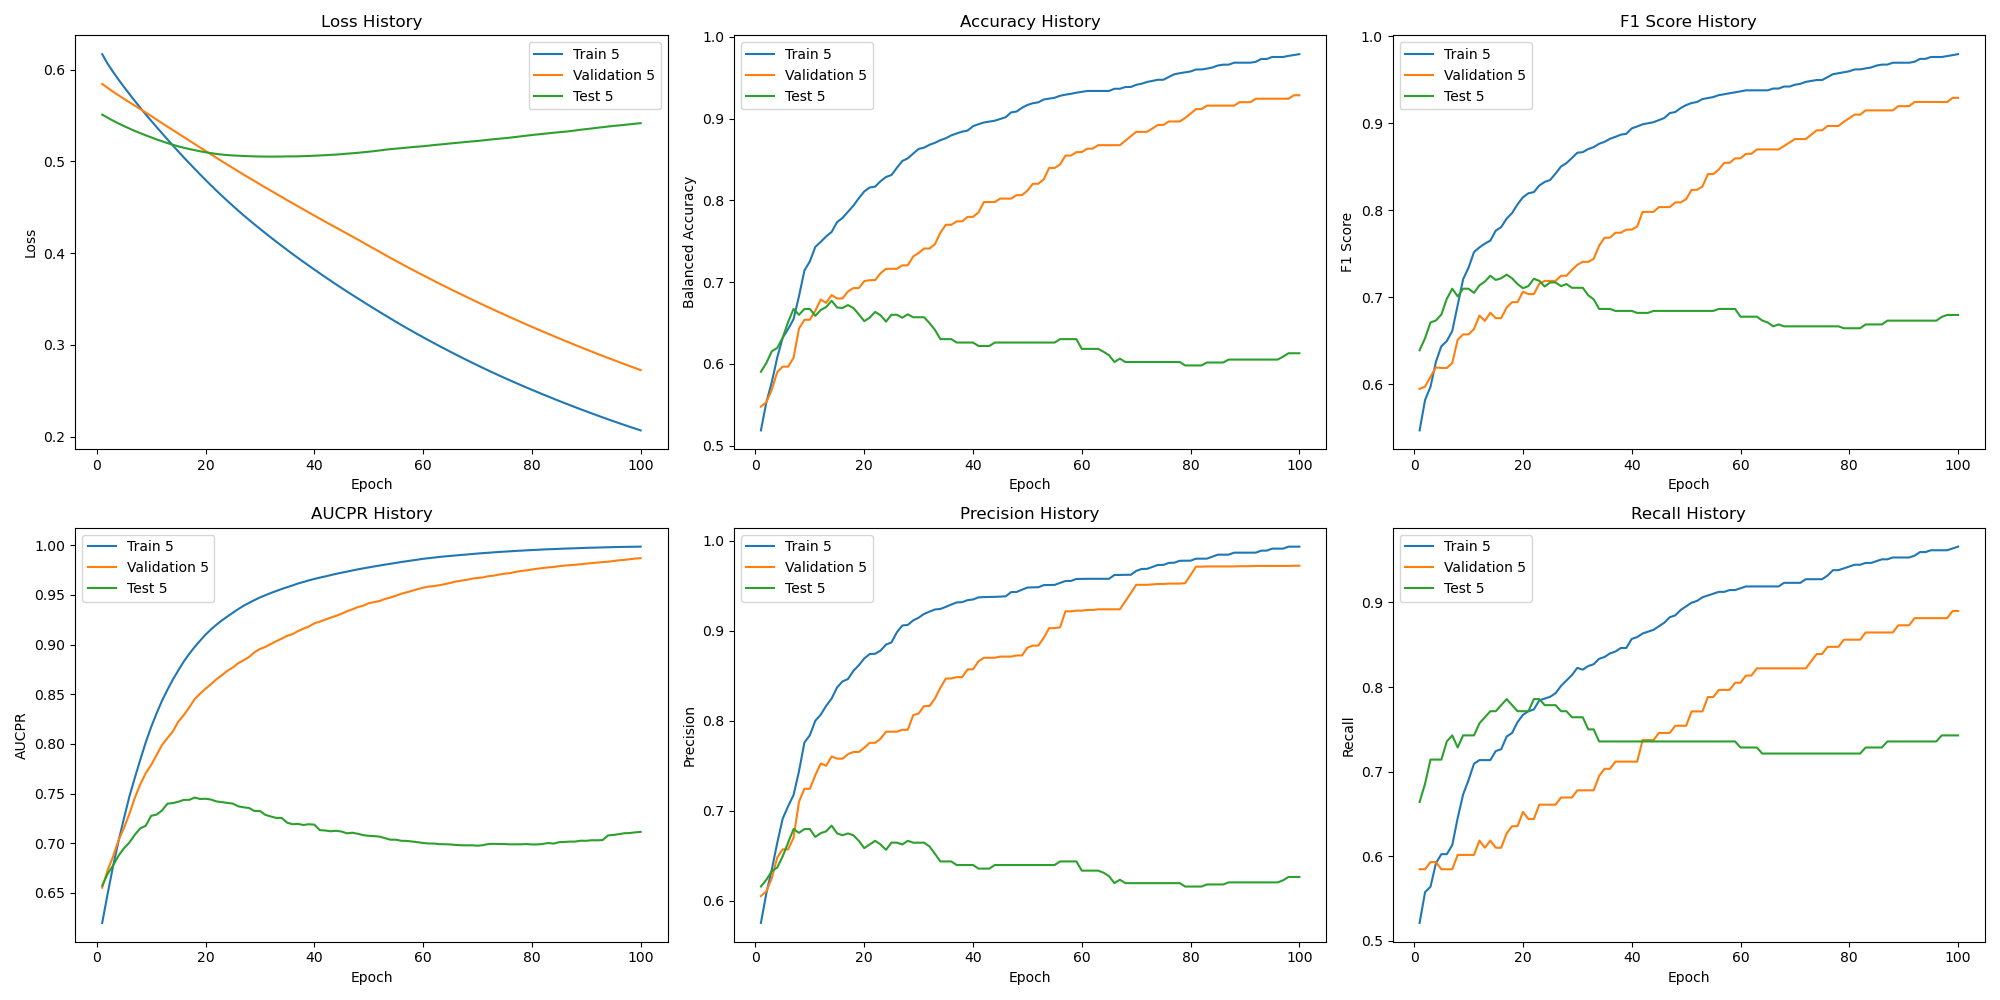 Loss History
Train 5
Validation 5
Test 5
0.6
0.5
0.4
0.3
0.2
Loss
0 20 40 60 80 100
Epoch
Accuracy History
Train 5
Validation 5
Test 5
1.0
0.9
0.8
0.7
0.6
0.5
Balanced Accuracy
0 20 40 60 80 100
Epoch
F1 Score History
Train 5
Validation 5
Test 5
1.0
0.9
0.8
0.7
0.6
F1 Score
0 20 40 60 80 100
Epoch
AUCPR History
Train 5
Validation 5
Test 5
1.00
0.95
0.90
0.85
0.80
0.75
0.70
0.65
AUCPR
0 20 40 60 80 100
Epoch
Precision History
Train 5
Validation 5
Test 5
1.0
0.9
0.8
0.7
0.6
Precision
0 20 40 60 80 100
Epoch
Recall History
Train 5
Validation 5
Test 5
0.9
0.8
0.7
0.6
0.5
Recall
0 20 40 60 80 100
Epoch